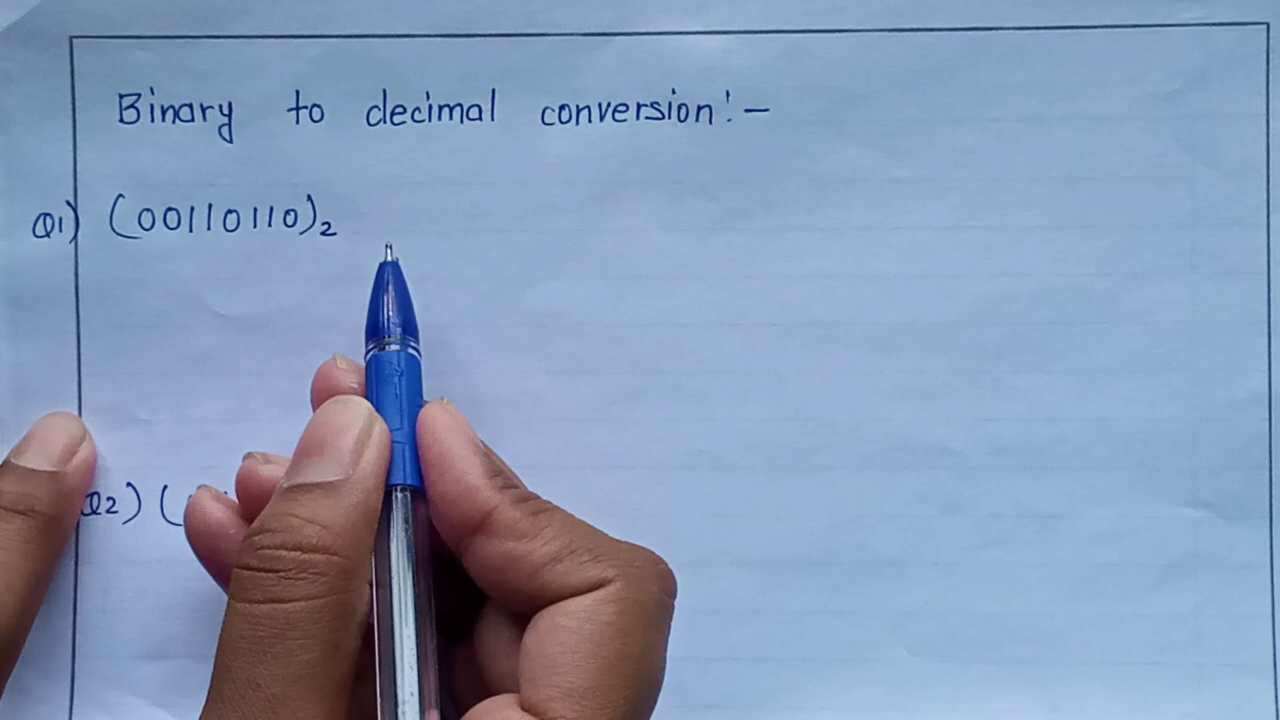 Binary to decimal conversion:-
Q1) (00110110)₂
Q2) (